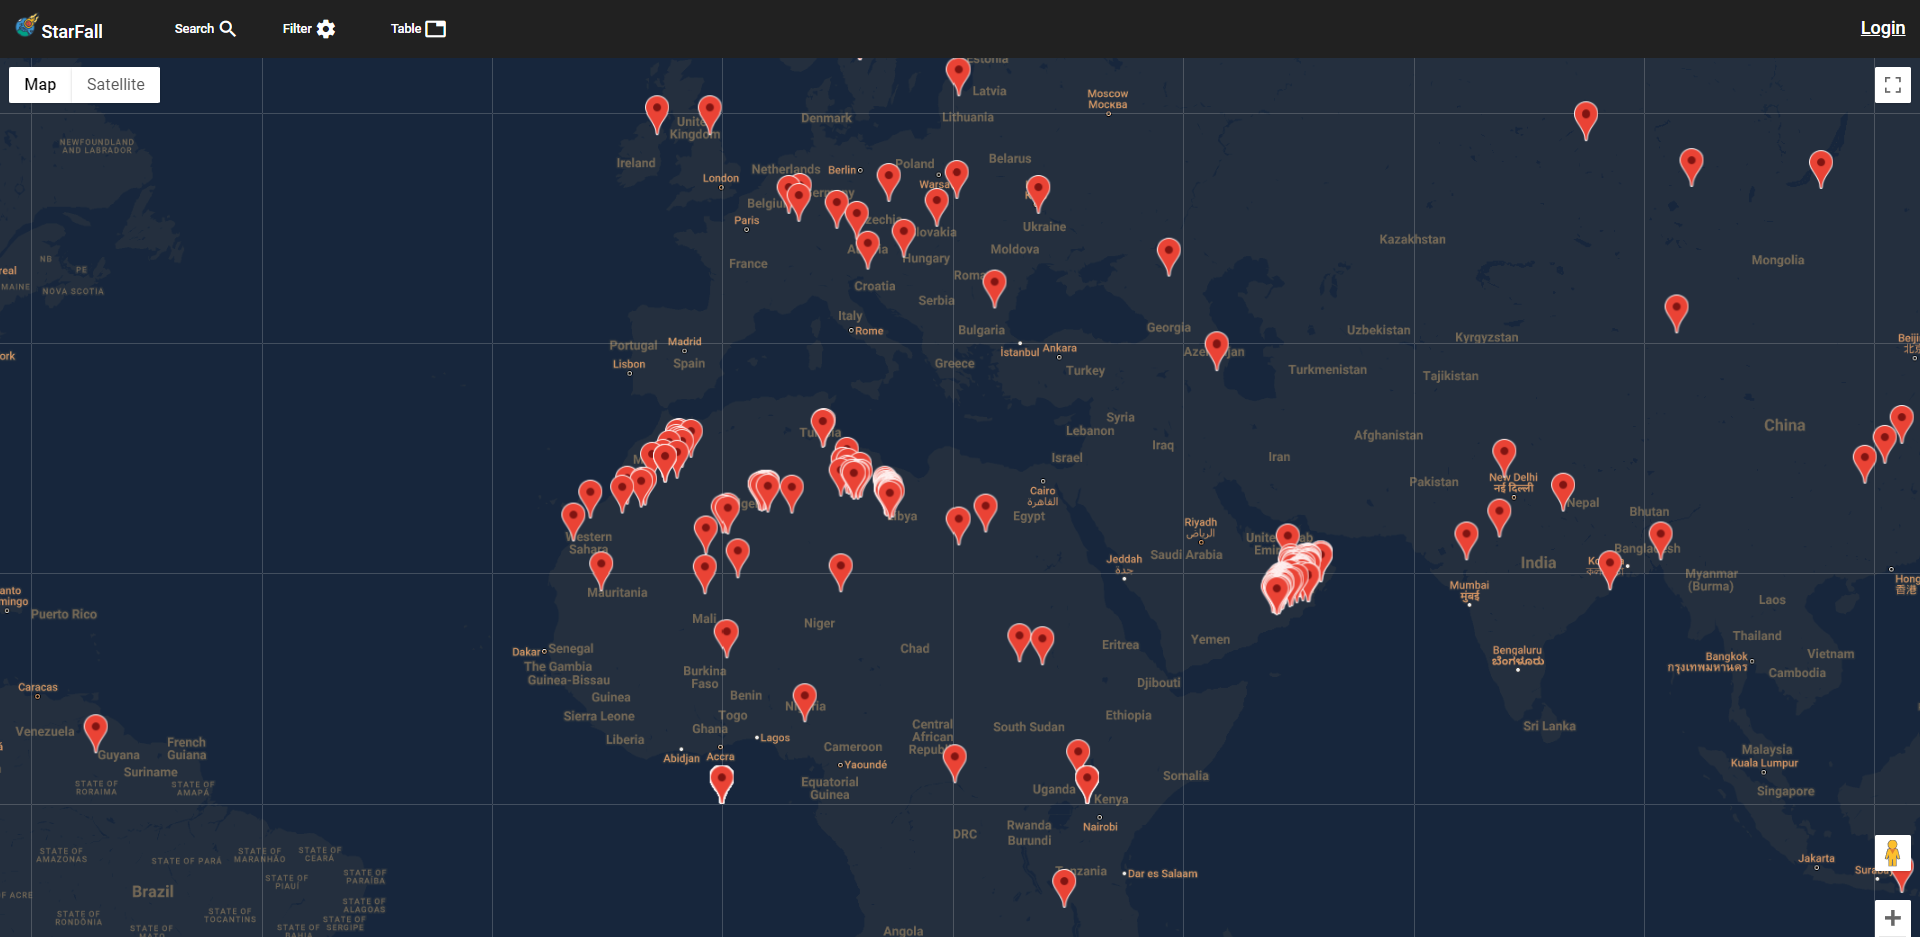 StarFall
Search
Filter
Table
Login
Map
Satellite
Estonia
Latvia
Lithuania
Moscow
Москва
Denmark
United
Kingdom
Ireland
NEWFOUNDLAND
AND LABRADOR
Netherlands
Berlin
Poland
Belarus
London
Warsa
Belgium
Germany
Paris
Czechia
Slovakia
Ukraine
Kazakhstan
Austria
Hungary
Moldova
Mongolia
France
NB
PE
real
MAINE
NOVA SCOTIA
Romania
Croatia
Serbia
Italy
Rome
Bulgaria
Georgia
Uzbekistan
Kyrgyzstan
Portugal
Madrid
Lisbon
Spain
ork
İstanbul
Ankara
Azerbaijan
Greece
Turkey
Turkmenistan
Tajikistan
Beiji
北京
Syria
Lebanon
Iraq
Israel
Iran
Afghanistan
China
Tunisia
Pakistan
New Delhi
नई दिल्ली
Nepal
Bhutan
Cairo
القاهرة
Egypt
Libya
Algeria
Western
Sahara
Riyadh
الرياض
United Arab
Emirates
Saudi Arabia
Jeddah
جدة
India
Bangladesh
Myanmar
(Burma)
Laos
Hong
香港
Mumbai
मुंबई
Mauritania
Mali
Niger
Chad
Eritrea
Yemen
anto
mingo
Puerto Rico
Dakar
Senegal
The Gambia
Guinea-Bissau
Burkina
Faso
Guinea
Benin
Sierra Leone
Togo
Ghana
Nigeria
Liberia
Lagos
Abidjan
Accra
Djibouti
Ethiopia
South Sudan
Central
African
Republic
Cameroon
Yaoundé
Equatorial
Guinea
Bengaluru
ಬೆಂಗಳೂರು
Thailand
Bangkok
กรุงเทพมหานคร
Vietnam
Cambodia
Sri Lanka
Malaysia
Kuala Lumpur
Singapore
Caracas
Venezuela
Guyana
French
Guiana
Suriname
STATE OF
RORAIMA
STATE OF
AMAPÁ
Somalia
Uganda
Kenya
Nairobi
DRC
Rwanda
Burundi
Tanzania
Dar es Salaam
Angola
Jakarta
Suraba
STATE OF
AMAZONAS
STATE OF PARÁ
STATE OF
MARANHÃO
STATE OF
CEARÁ
STATE OF
PIAUÍ
STATE OF
PARAÍBA
OF ACRE
Brazil
STATE OF
ALAGOAS
STATE OF
RONDÔNIA
STATE OF
TOCANTINS
STATE OF
SERGIPE
STATE OF
MATO
STATE OF
BAHIA